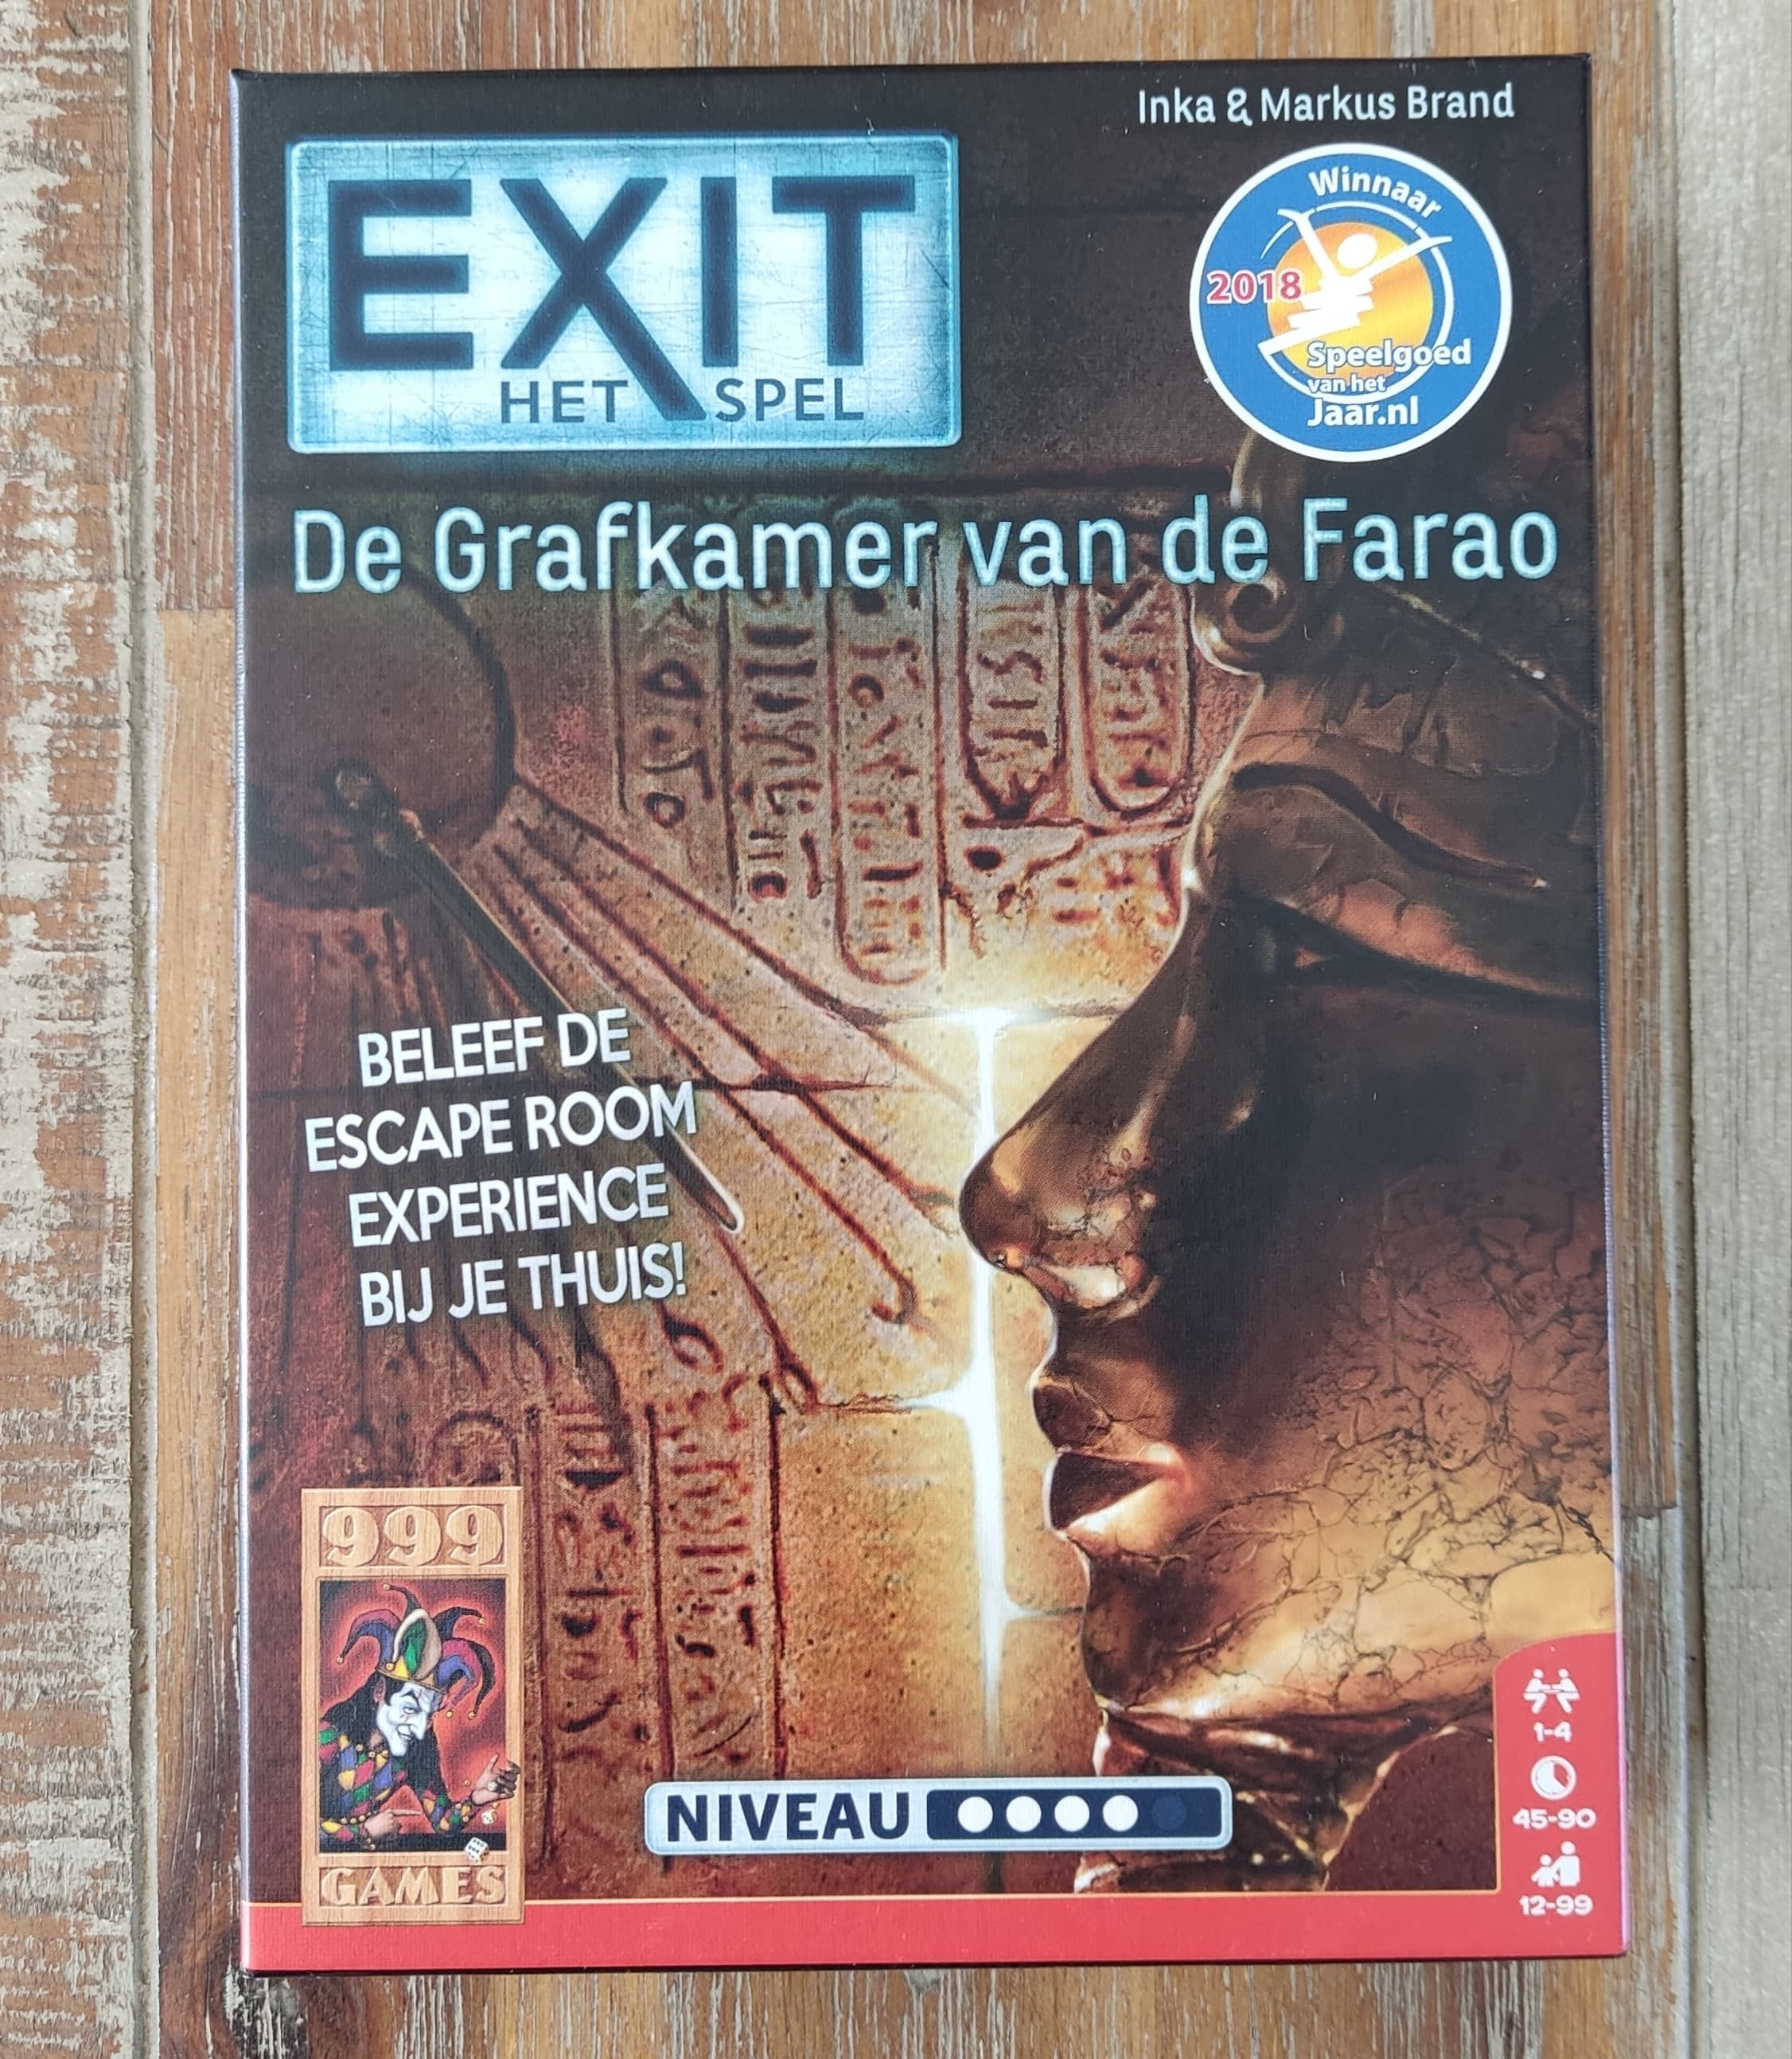 Inka & Markus Brand
EXIT
HET SPEL
Winnaar
2018
Speelgoed
van het
Jaar.nl
De Grafkamer van de Farao
BELEEF DE
ESCAPE ROOM
EXPERIENCE
BIJ JE THUIS!
999
GAMES
NIVEAU
1-4
45-90
12-99